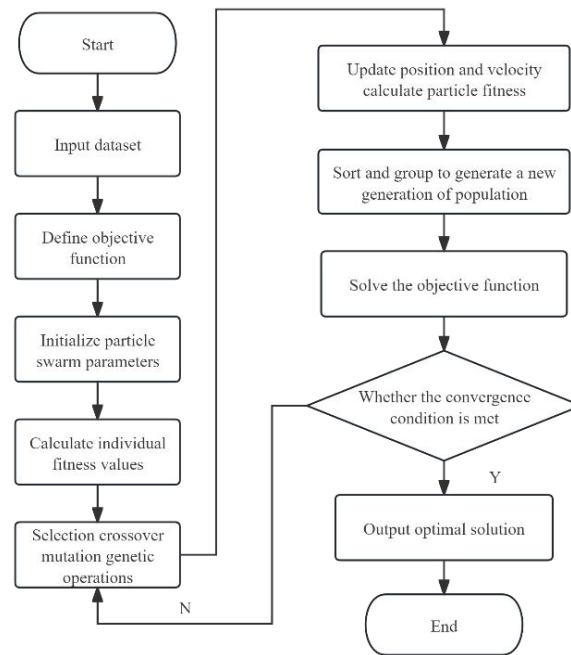 Start
Input dataset
Define objective
function
Initialize particle
swarm parameters
Calculate individual
fitness values
Selection crossover
mutation genetic
operations
Update position and velocity
calculate particle fitness
Sort and group to generate a new
generation of population
Solve the objective function
Whether the convergence
condition is met
N
Y
Output optimal solution
End